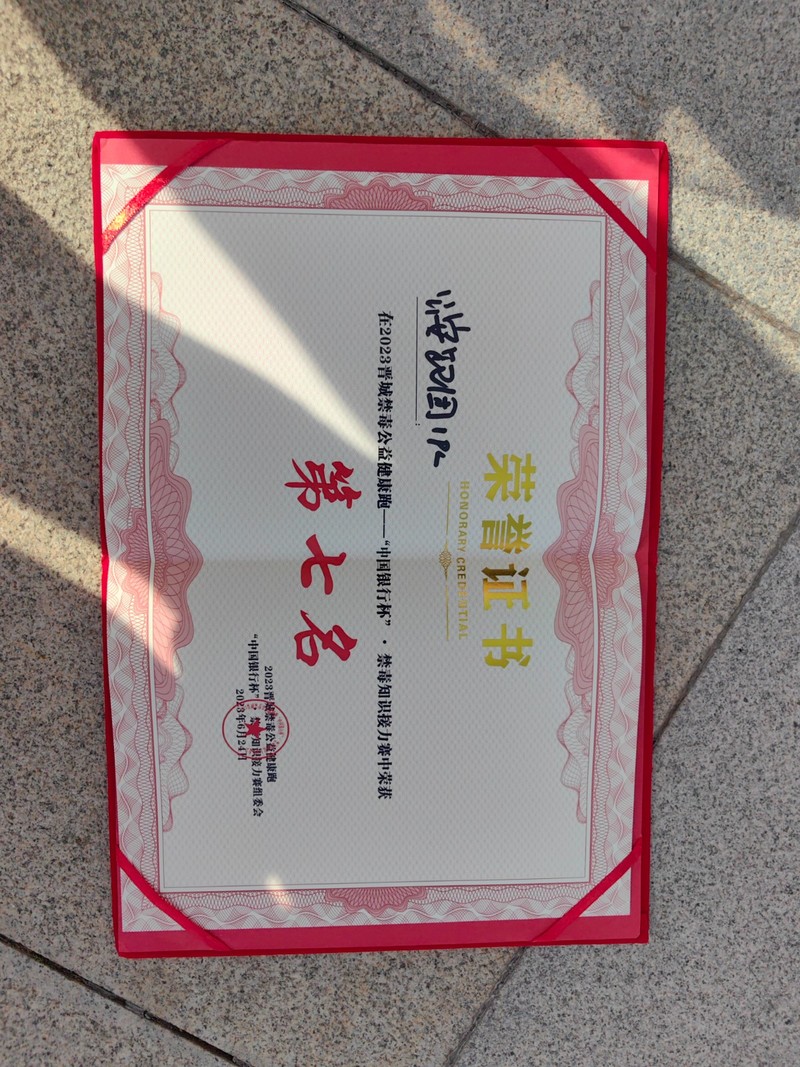 荣誉证书
HONORARY CREDENTIAL
在2023晋城禁毒公益健康跑——“中国银行杯”·禁毒知识接力赛中荣获
第七名
2023晋城禁毒公益健康跑
“中国银行杯”·禁毒知识接力赛组委会
2023年6月24日